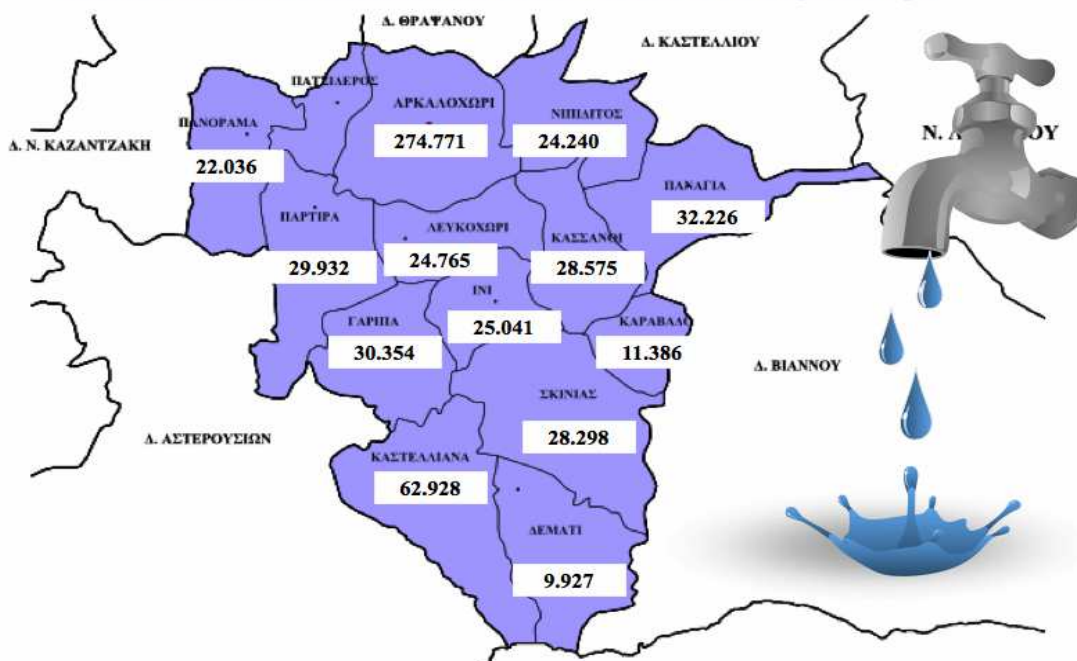 Δ. ΘΡΑΨΑΝΟΥ
Δ. ΚΑΣΤΕΛΛΙΟΥ
ΠΑΤΣΙΔΕΡΟΣ
ΑΡΚΑΛΟΧΩΡΙ
274.771
ΝΙΠΙΔΙΤΟΣ
24.240
ΠΑΝΟΡΑΜΑ
22.036
Δ. Ν. ΚΑΖΑΝΤΖΑΚΗ
ΠΑΝΑΓΙΑ
32.226
ΠΑΡΤΙΡΑ
29.932
ΛΕΥΚΟΧΩΡΙ
24.765
ΚΑΣΣΑΝΟΙ
28.575
ΙΝΙ
25.041
ΓΑΡΙΠΑ
30.354
ΚΑΡΑΒΑΔΟ
11.386
Δ. ΒΙΑΝΝΟΥ
ΣΚΙΝΙΑΣ
28.298
Δ. ΑΣΤΕΡΟΥΣΙΩΝ
ΚΑΣΤΕΛΛΙΑΝΑ
62.928
ΔΕΜΑΤΙ
9.927